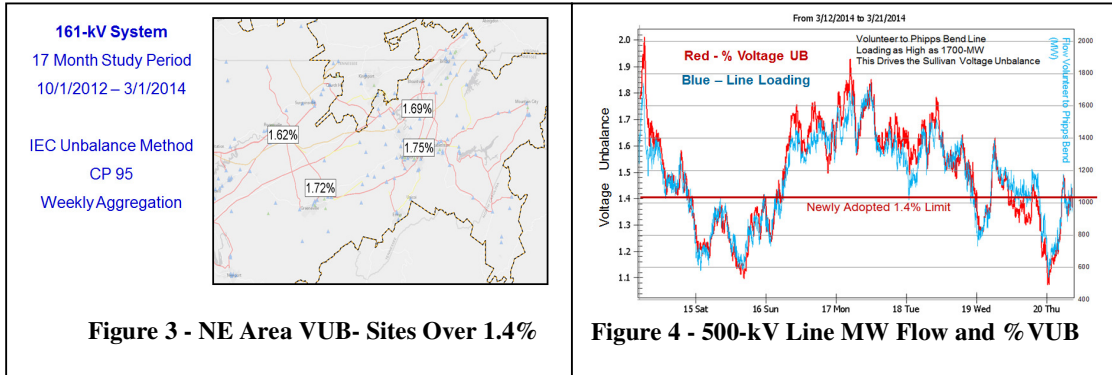 161-kV System
17 Month Study Period
10/1/2012 – 3/1/2014
IEC Unbalance Method
CP 95
Weekly Aggregation
1.69%
1.62%
1.75%
1.72%
Figure 3 - NE Area VUB- Sites Over 1.4%
From 3/12/2014 to 3/21/2014
Volunteer to Phipps Bend Line
Loading as High as 1700-MW
This Drives the Sullivan Voltage Unbalance
Red - % Voltage UB
Blue – Line Loading
Newly Adopted 1.4% Limit
Voltage Unbalance
2.0
1.9
1.8
1.7
1.6
1.5
1.4
1.3
1.2
1.1
Flow Volunteer to Phipps Bend
(MW)
2000
1800
1600
1400
1200
1000
800
600
400
15 Sat
16 Sun
17 Mon
18 Tue
19 Wed
20 Thu
Figure 4 - 500-kV Line MW Flow and %VUB